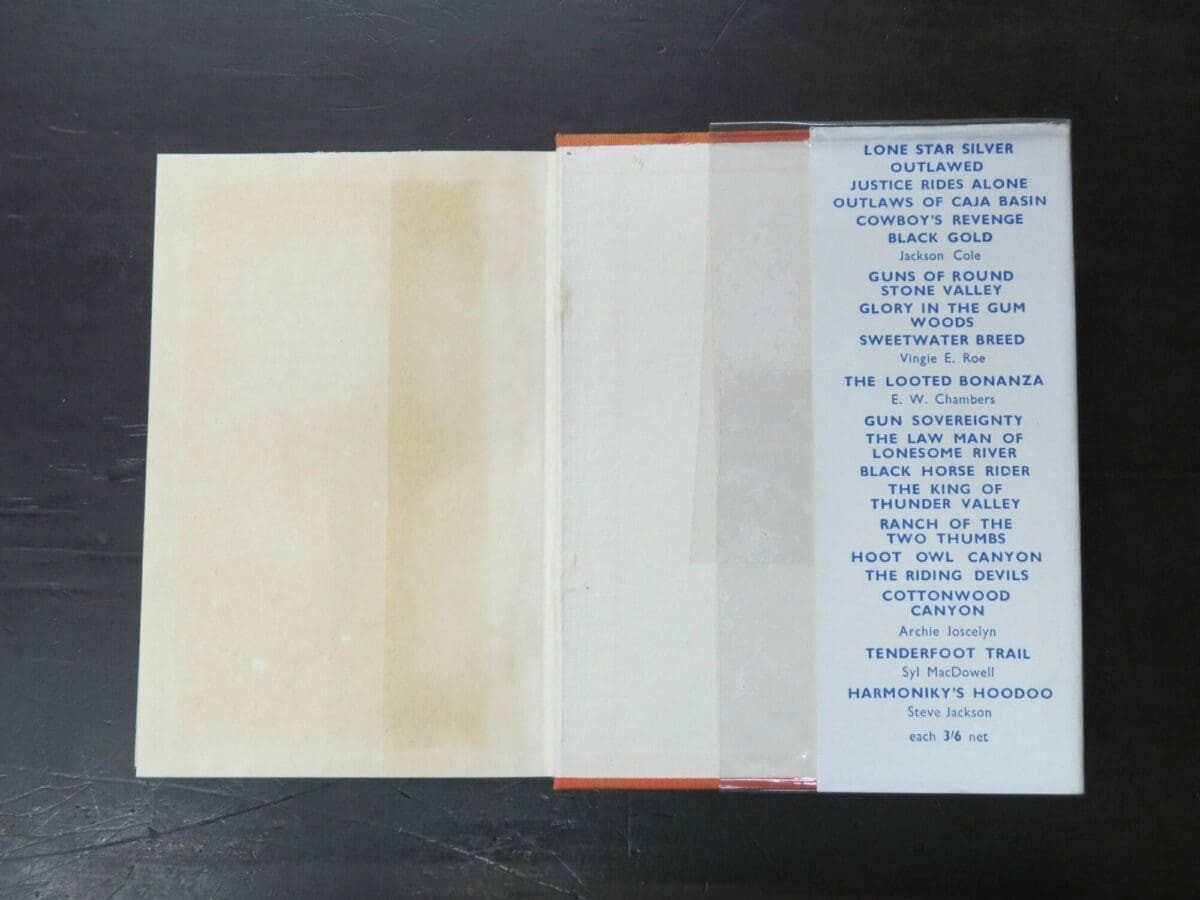 LONE STAR SILVER
OUTLAWED
JUSTICE RIDES ALONE
OUTLAWS OF CAJA BASIN
COWBOY'S REVENGE
BLACK GOLD
Jackson Cole
GUNS OF ROUND
STONE VALLEY
GLORY IN THE GUM
WOODS
SWEETWATER BREED
Vingie E. Roe
THE LOOTED BONANZA
E. W. Chambers
GUN SOVEREIGNTY
THE LAW MAN OF
LONESOME RIVER
BLACK HORSE RIDER
THE KING OF
THUNDER VALLEY
RANCH OF THE
TWO THUMBS
HOOT OWL CANYON
THE RIDING DEVILS
COTTONWOOD
CANYON
Archie Joscelyn
TENDERFOOT TRAIL
Syl MacDowell
HARMONIKY'S HOODOO
Steve Jackson
each 3/6 net